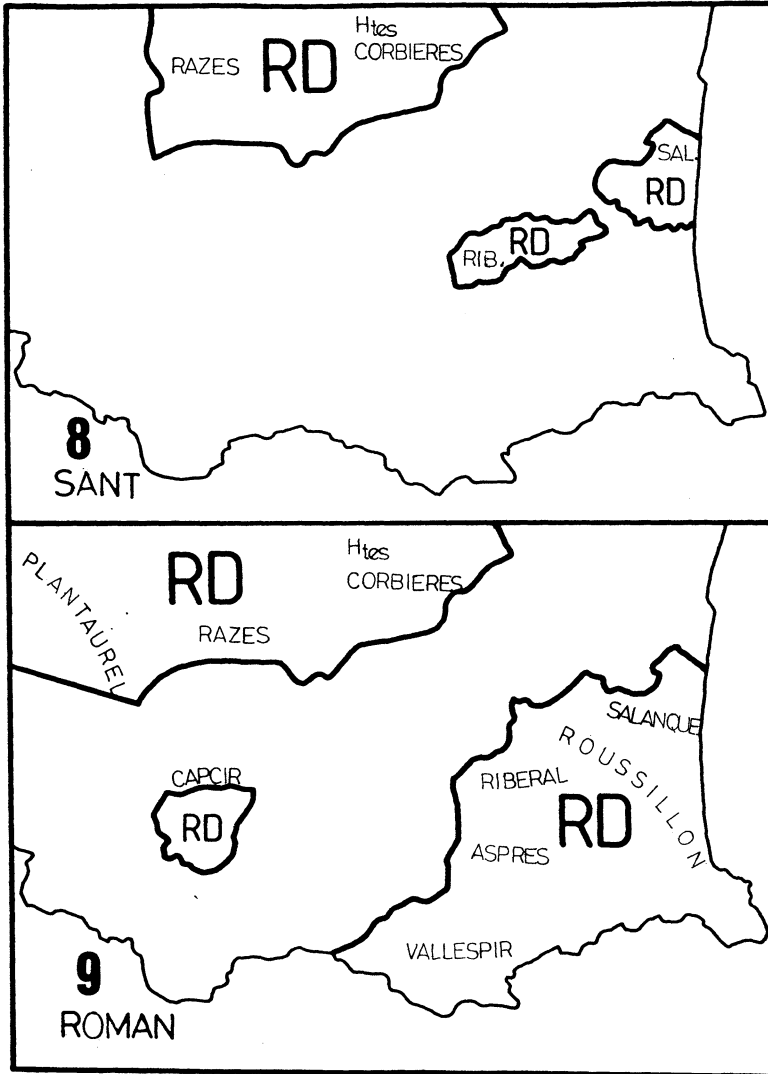 Htes
RAZES RD CORBIERES
SAL.
RD
RIB. RD
8
SANT
PLANTAUREL
RD
Htes
CORBIERES
RAZES
SALANQUE
ROUSSILLON
CAPCIR
RD
RIBERAL
RD
ASPRES
VALLESPIR
9
ROMAN